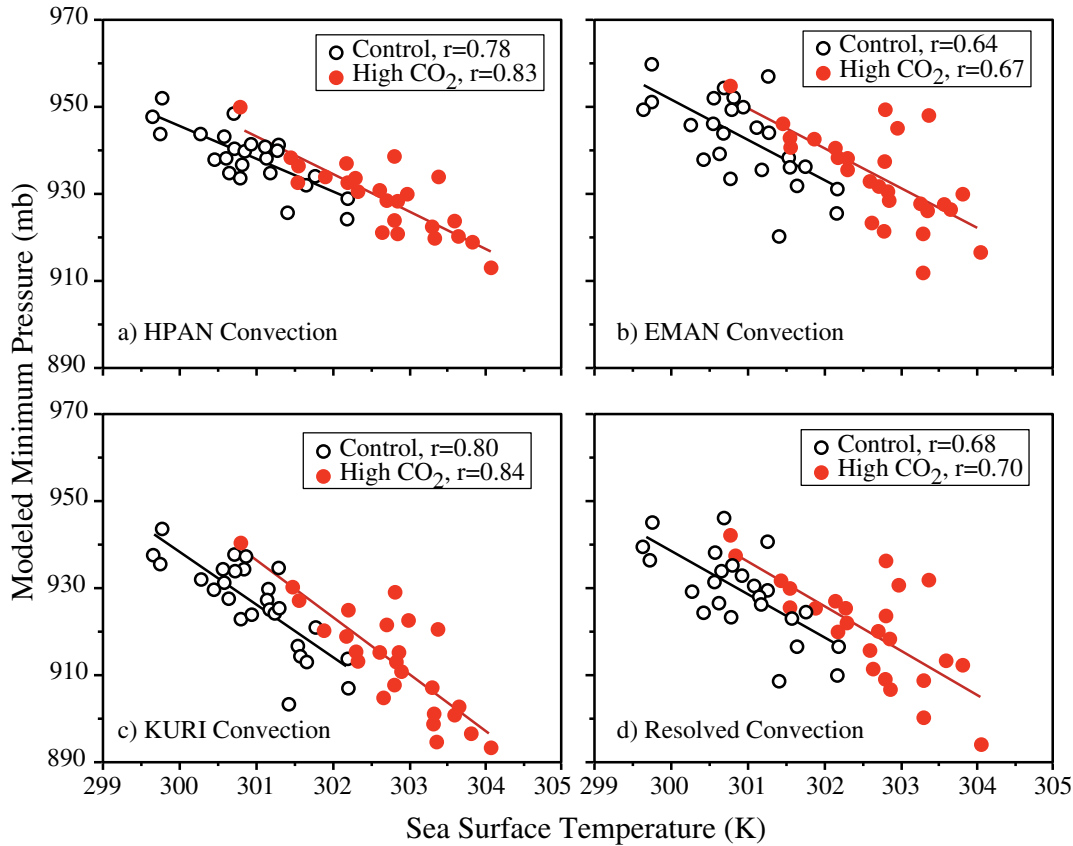 970
950
930
910
890
Control, r=0.78
High CO2, r=0.83
a) HPAN Convection
Control, r=0.64
High CO2, r=0.67
b) EMAN Convection
970
950
930
910
890
Control, r=0.80
High CO2, r=0.84
c) KURI Convection
Control, r=0.68
High CO2, r=0.70
d) Resolved Convection
299 300 301 302 303 304 305
299 300 301 302 303 304 305
Modeled Minimum Pressure (mb)
Sea Surface Temperature (K)